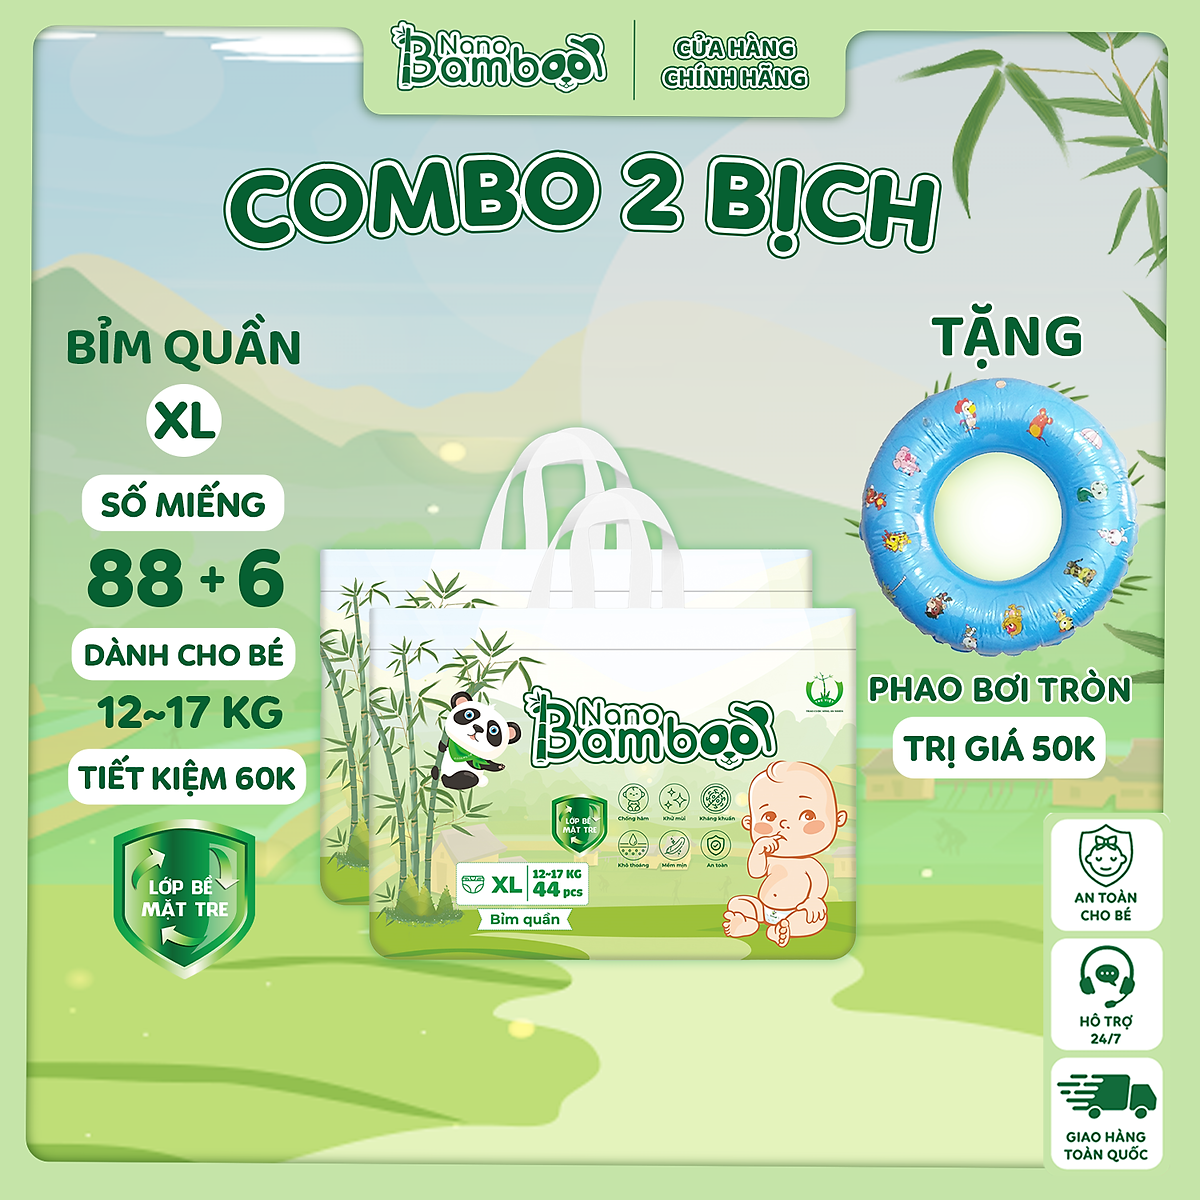 Nano
Bamboo
CỬA HÀNG
CHÍNH HÃNG
COMBO 2 BỊCH
BỈM QUẦN
XL
SỐ MIẾNG
88 + 6
DÀNH CHO BÉ
12~17 KG
TIẾT KIỆM 60K
LỚP BỀ
MẶT TRE
TẶNG
PHAO BƠI TRÒN
TRỊ GIÁ 50K
Nano
Bamboo
LỚP BỀ
MẶT TRE
Chống hăm
Khử mùi
Kháng khuẩn
Khô thoáng
Mềm mịn
An toàn
XL
12~17 KG
44 pcs
Bỉm quần
AN TOÀN
CHO BÉ
HỖ TRỢ
24/7
GIAO HÀNG
TOÀN QUỐC